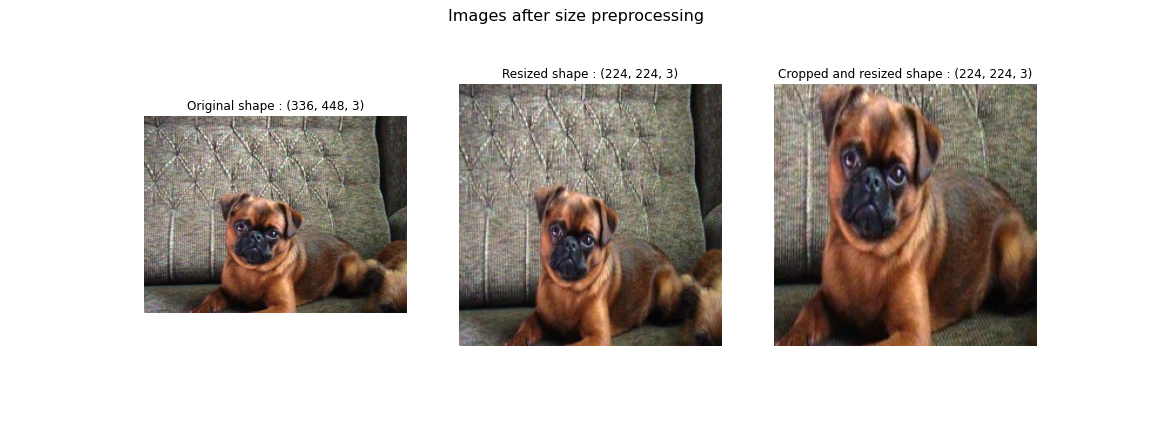 Images after size preprocessing
Original shape : (336, 448, 3)
Resized shape : (224, 224, 3)
Cropped and resized shape : (224, 224, 3)